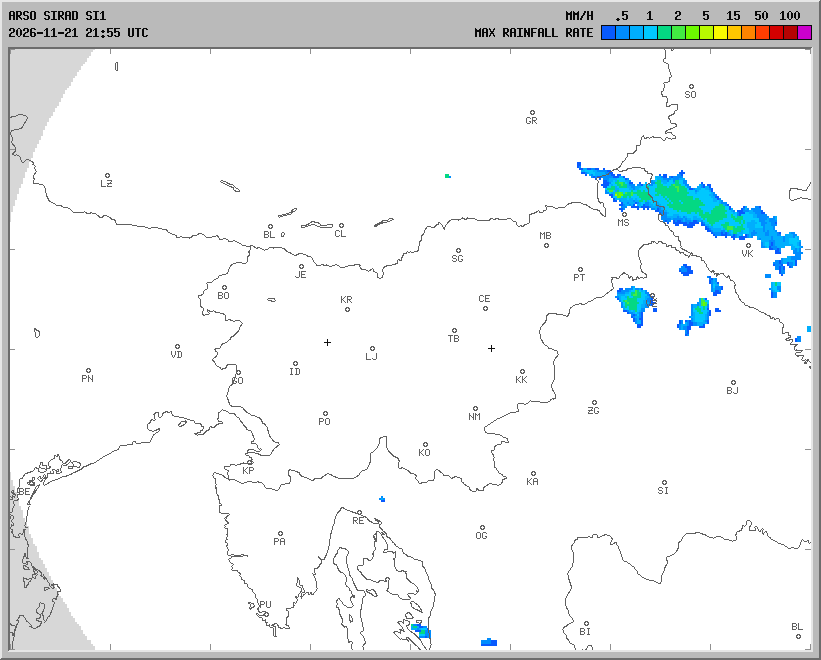 ARSO SIRAD SI1
2026-11-21 21:55 UTC
MM/H .5 1 2 5 15 50 100
MAX RAINFALL RATE
SO
GR
LZ
MS
BL
CL
MB
VK
SG
JE
PT
BO
KR
CE
TB
VD
LJ
ID
GO
PN
KK
BJ
ZG
NM
PO
KO
KP
KA
BE
SI
RE
OG
PA
PU
BI
BL